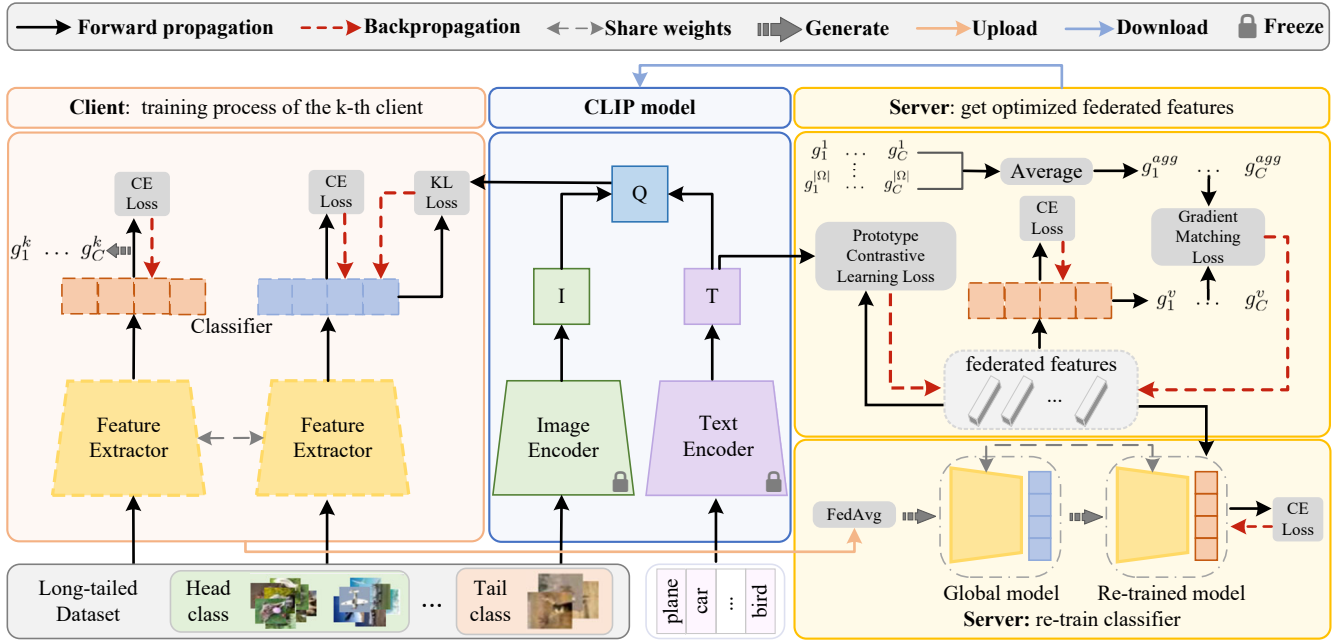 Forward propagation
Backpropagation
Share weights
Generate
Upload
Download
Freeze
Client: training process of the k-th client
CLIP model
Server: get optimized federated features
CE
Loss
g_1^k ... g_C^k
Classifier
Feature
Extractor
CE
Loss
KL
Loss
Feature
Extractor
Q
I
T
Image
Encoder
Text
Encoder
g_1^1 ... g_C^1
⋮
g_1^{|Ω|} ... g_C^{|Ω|}
Average
g_1^{agg} ... g_C^{agg}
Prototype
Contrastive
Learning Loss
CE
Loss
Gradient
Matching
Loss
g_1^v ... g_C^v
federated features
...
FedAvg
CE
Loss
Global model
Re-trained model
Server: re-train classifier
Long-tailed
Dataset
Head
class
...
Tail
class
plane
car
...
bird